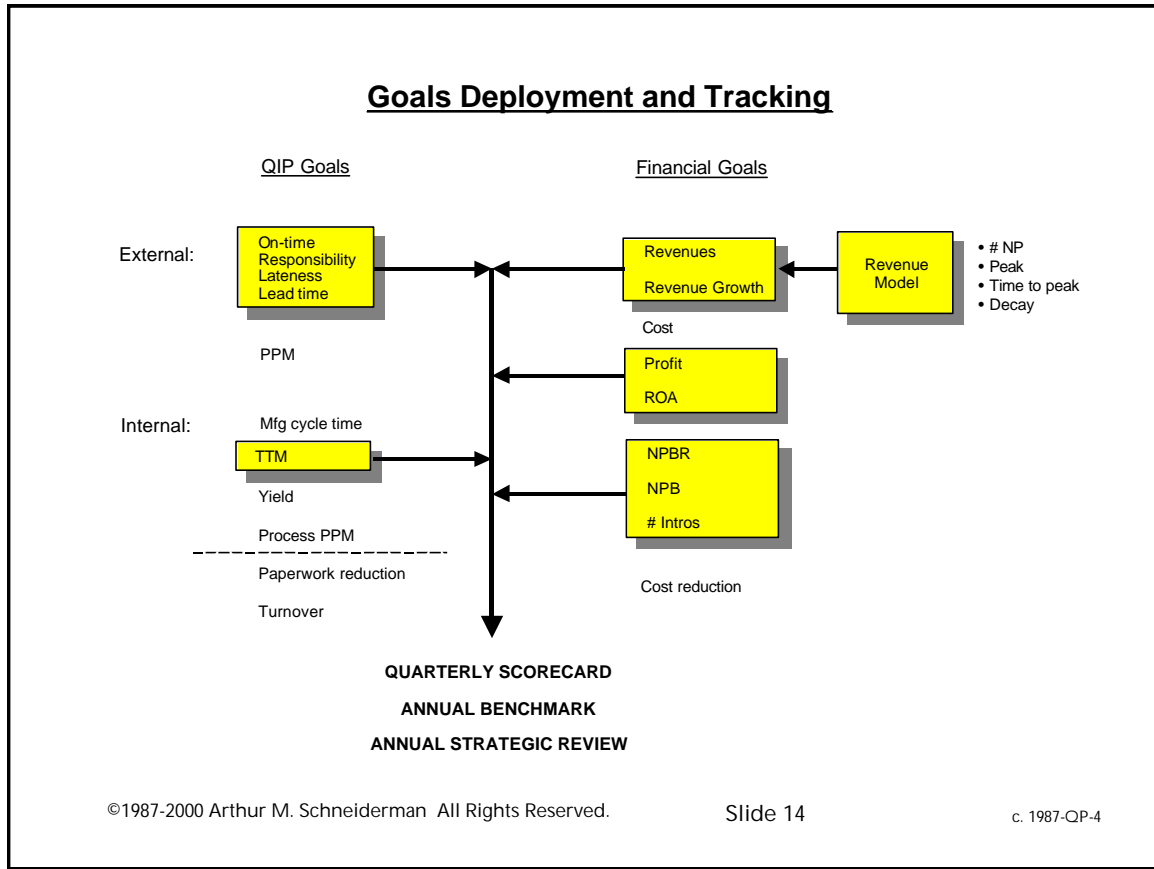 Goals Deployment and Tracking
QIP Goals
Financial Goals
External:
On-time
Responsibility
Lateness
Lead time
Revenues
Revenue Growth
Revenue
Model
• # NP
• Peak
• Time to peak
• Decay
Cost
PPM
Profit
ROA
Internal:
Mfg cycle time
TTM
Yield
Process PPM
NPBR
NPB
# Intros
Paperwork reduction
Turnover
Cost reduction
QUARTERLY SCORECARD
ANNUAL BENCHMARK
ANNUAL STRATEGIC REVIEW
©1987-2000 Arthur M. Schneiderman All Rights Reserved.
Slide 14
c. 1987-QP-4